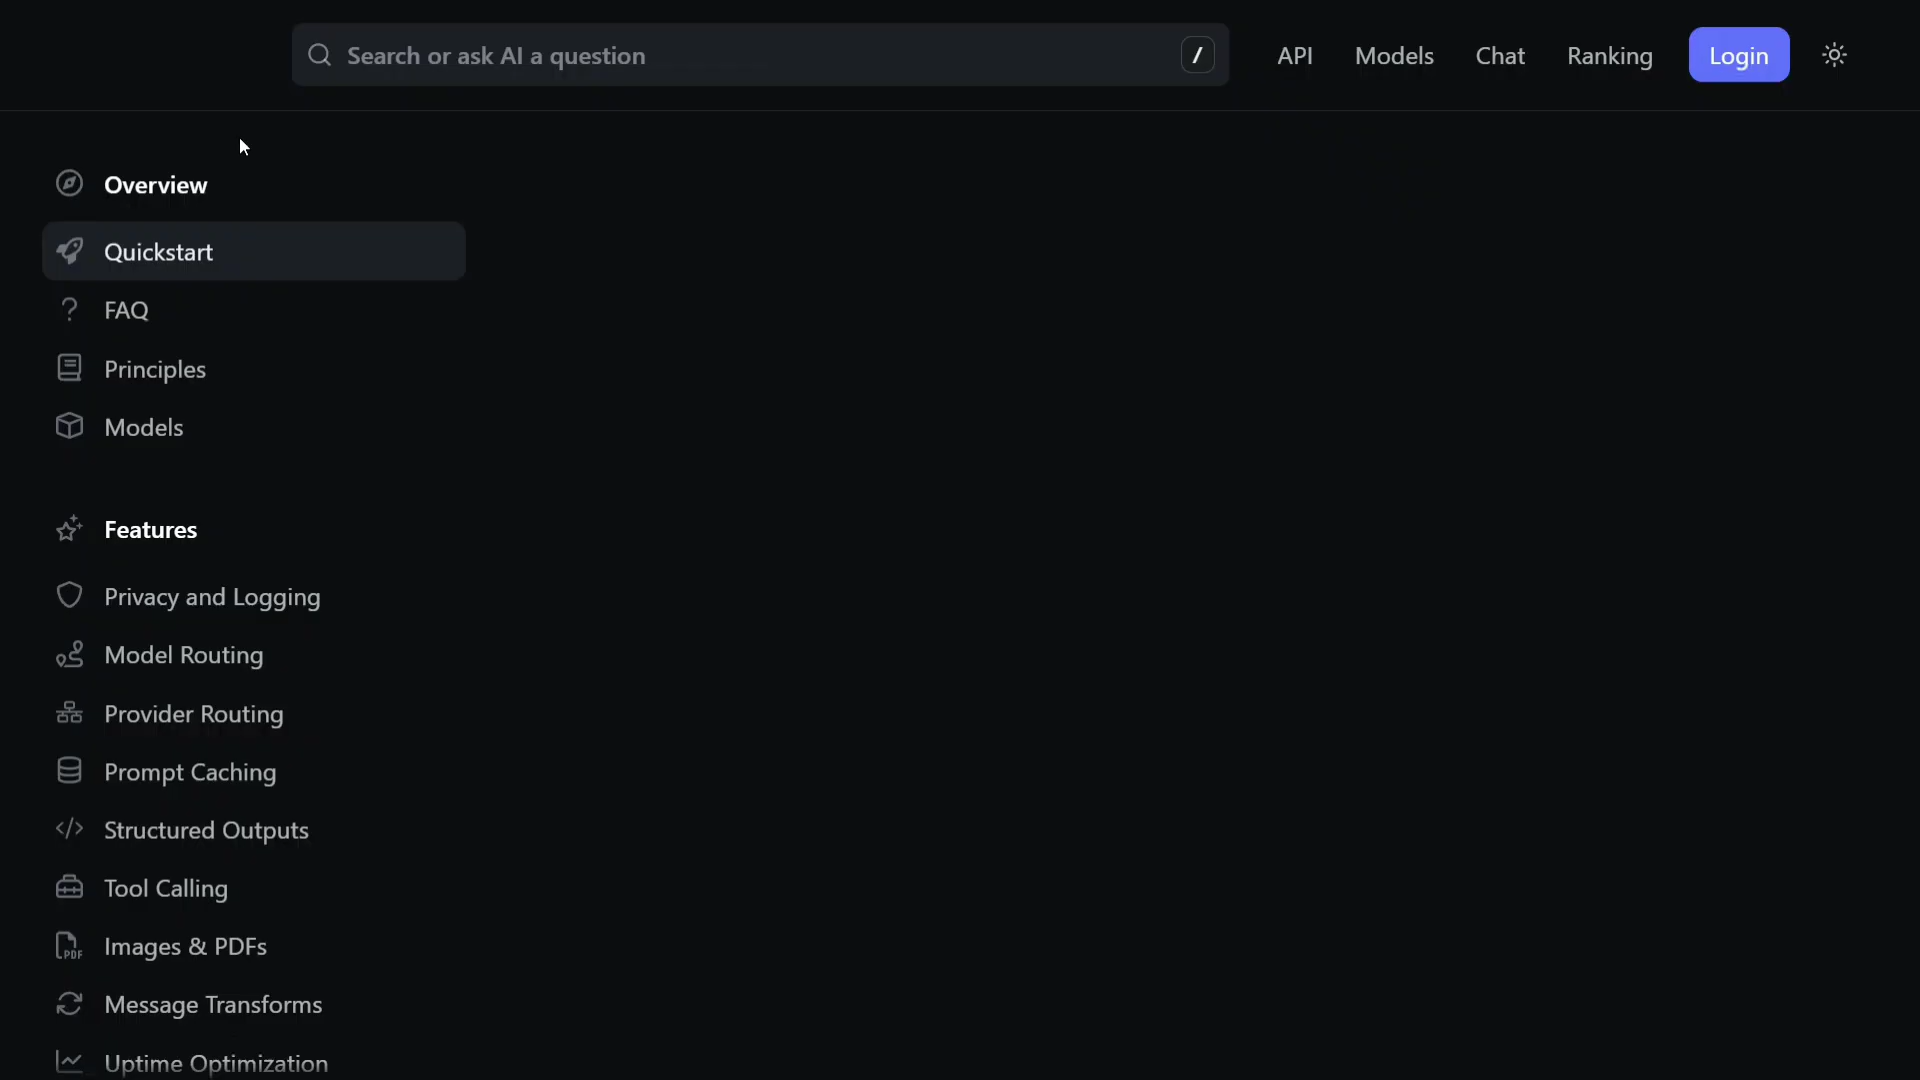 Search or ask AI a question
/
API
Models
Chat
Ranking
Login
Overview
Quickstart
FAQ
Principles
Models
Features
Privacy and Logging
Model Routing
Provider Routing
Prompt Caching
Structured Outputs
Tool Calling
PDF
Images & PDFs
Message Transforms
Uptime Optimization